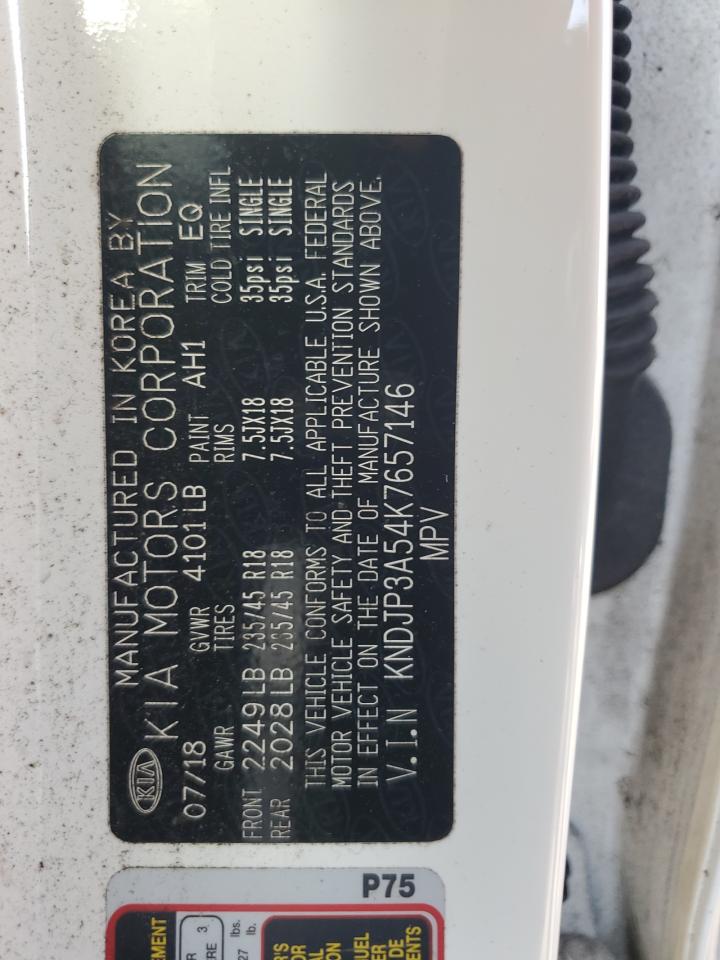 KIA
MANUFACTURED IN KOREA BY
KIA MOTORS CORPORATION
07/18 GVWR 4101LB PAINT AH1 TRIM EQ
GAWR TIRES RIMS COLD TIRE INFL
FRONT 2249LB 235/45 R18 7.5JX18 35psi SINGLE
REAR 2028LB 235/45 R18 7.5JX18 35psi SINGLE
THIS VEHICLE CONFORMS TO ALL APPLICABLE U.S.A. FEDERAL
MOTOR VEHICLE SAFETY AND THEFT PREVENTION STANDARDS
IN EFFECT ON THE DATE OF MANUFACTURE SHOWN ABOVE.
V.I.N KNDJP3A54K7657146
MPV
P75
3
lbs.
lb.